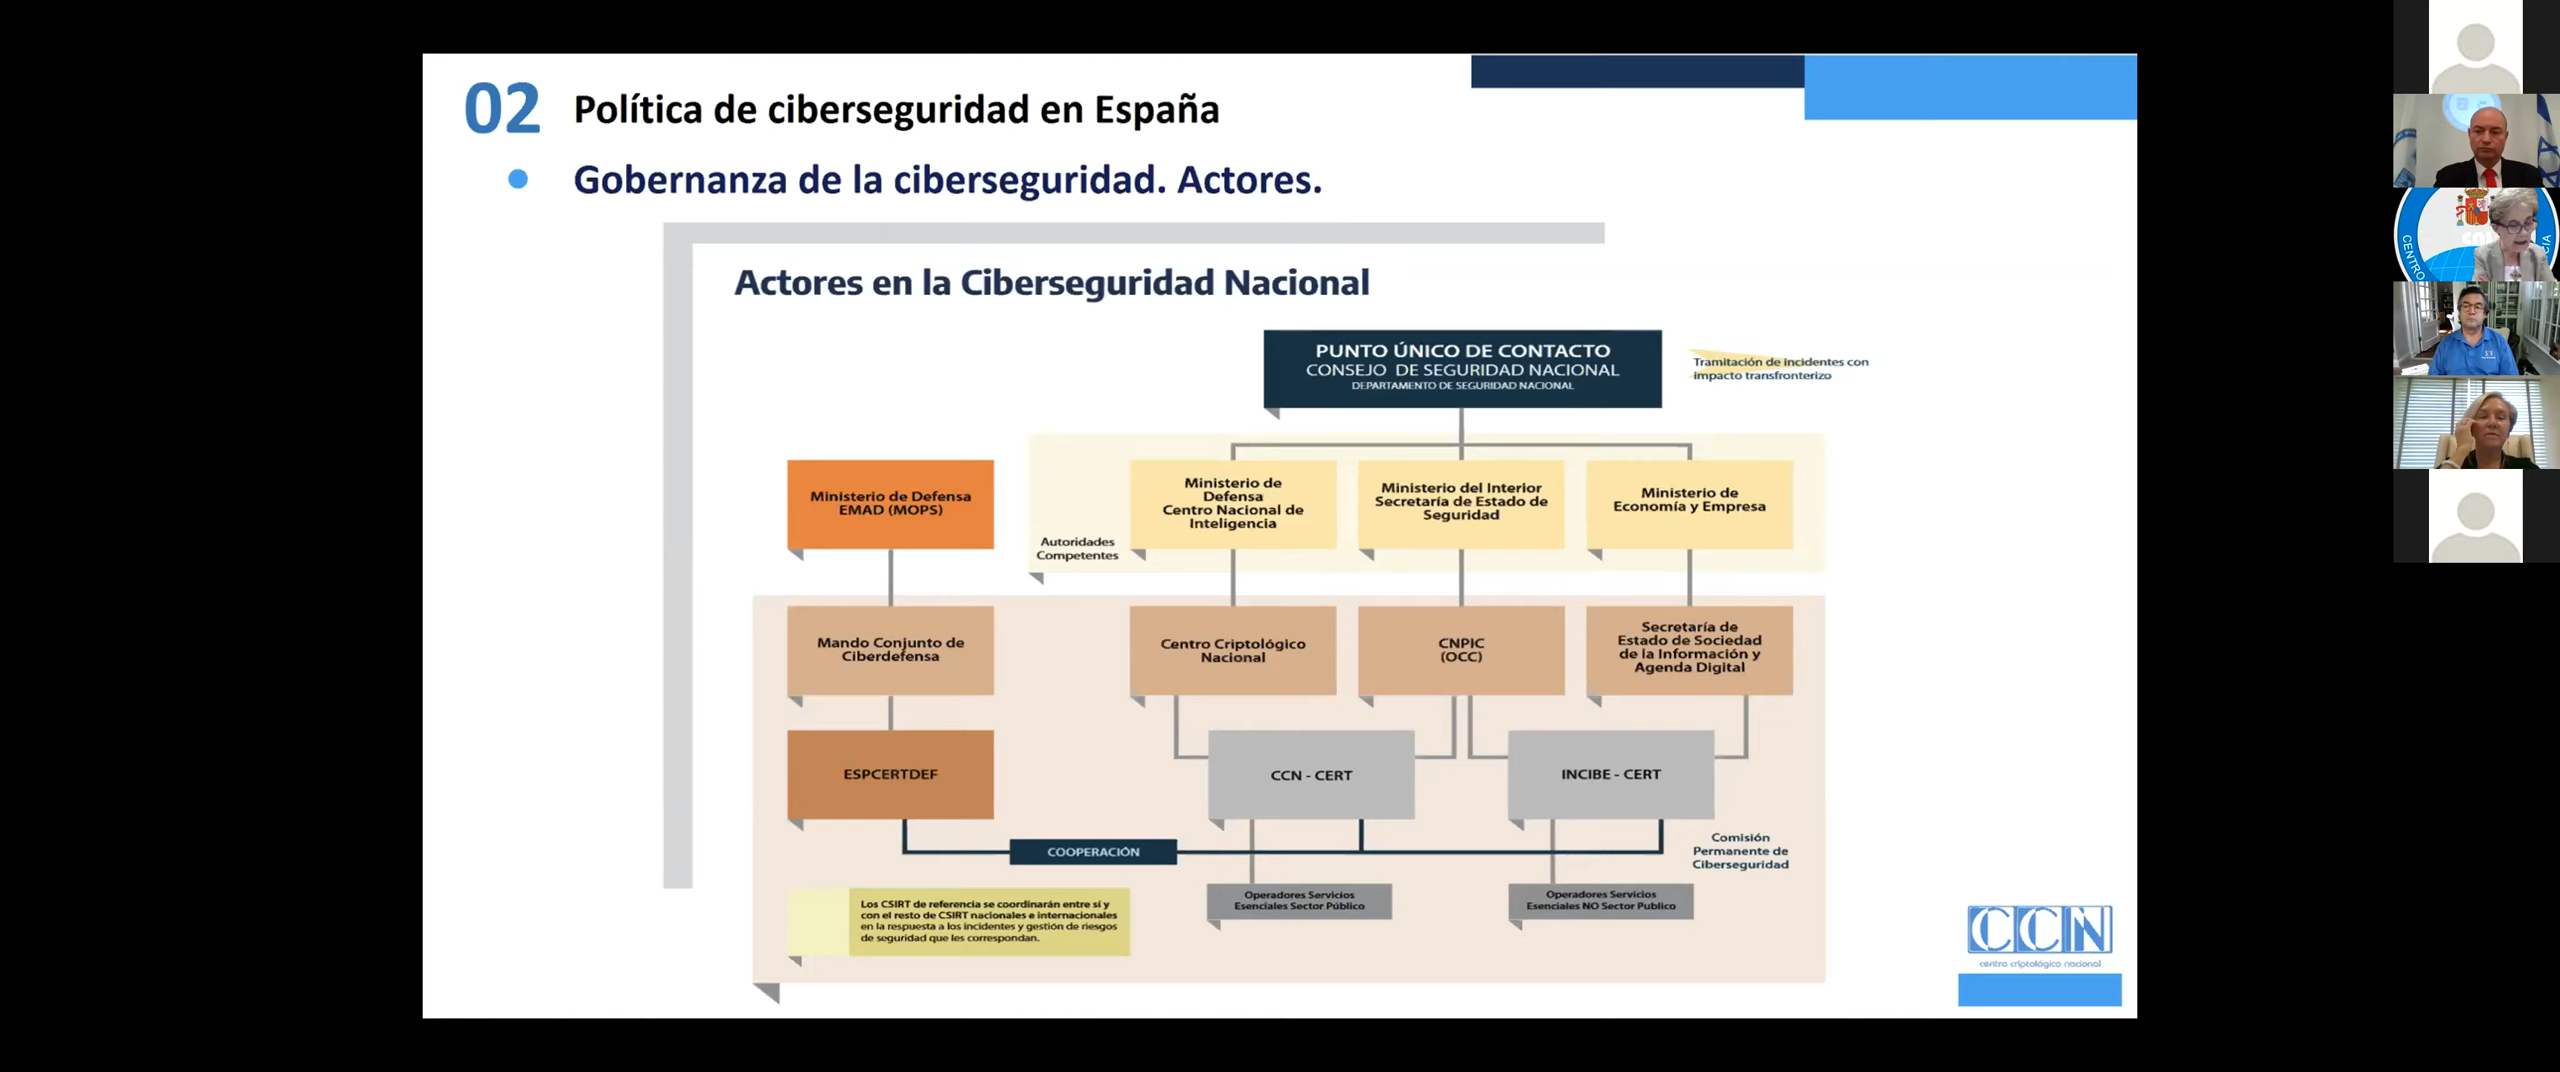 02 Política de ciberseguridad en España
Gobernanza de la ciberseguridad. Actores.
Actores en la Ciberseguridad Nacional
PUNTO ÚNICO DE CONTACTO
CONSEJO DE SEGURIDAD NACIONAL
DEPARTAMENTO DE SEGURIDAD NACIONAL
Tramitación de incidentes con
impacto transfronterizo
Ministerio de Defensa
EMAD (MOPS)
Autoridades
Competentes
Ministerio de
Defensa
Centro Nacional de
Inteligencia
Ministerio del Interior
Secretaría de Estado de
Seguridad
Ministerio de
Economía y Empresa
Mando Conjunto de
Ciberdefensa
Centro Criptológico
Nacional
CNPIC
(OCC)
Secretaría de
Estado de Sociedad
de la Información y
Agenda Digital
ESPCERTDEF
CCN - CERT
INCIBE - CERT
COOPERACIÓN
Comisión
Permanente de
Ciberseguridad
Operadores Servicios
Esenciales Sector Público
Operadores Servicios
Esenciales NO Sector Publico
Los CSIRT de referencia se coordinarán entre sí y
con el resto de CSIRT nacionales e internacionales
en la respuesta a los incidentes y gestión de riesgos
de seguridad que les correspondan.
CCN
centro criptológico nacional
CENTRO